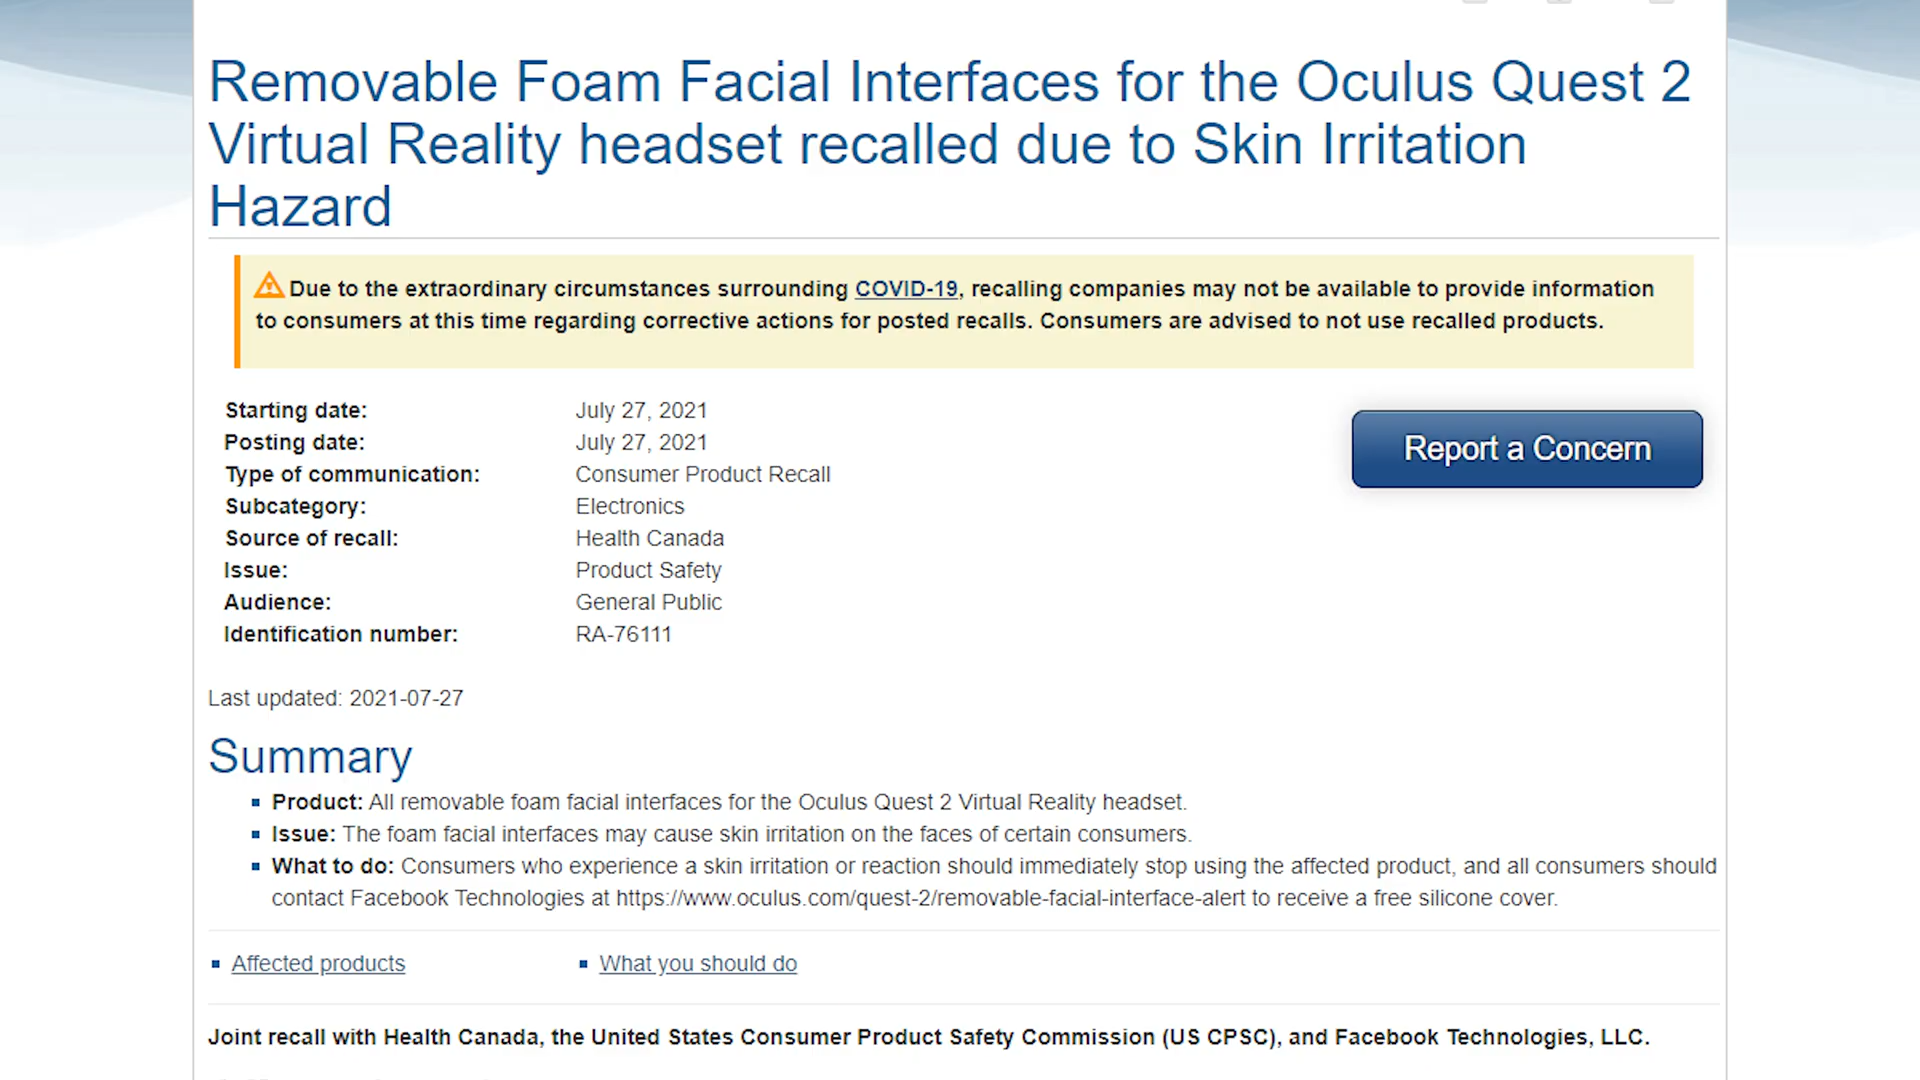 Removable Foam Facial Interfaces for the Oculus Quest 2
Virtual Reality headset recalled due to Skin Irritation
Hazard
Due to the extraordinary circumstances surrounding COVID-19, recalling companies may not be available to provide information
to consumers at this time regarding corrective actions for posted recalls. Consumers are advised to not use recalled products.
Starting date: July 27, 2021
Posting date: July 27, 2021
Report a Concern
Type of communication: Consumer Product Recall
Subcategory: Electronics
Source of recall: Health Canada
Issue: Product Safety
Audience: General Public
Identification number: RA-76111
Last updated: 2021-07-27
Summary
Product: All removable foam facial interfaces for the Oculus Quest 2 Virtual Reality headset.
Issue: The foam facial interfaces may cause skin irritation on the faces of certain consumers.
What to do: Consumers who experience a skin irritation or reaction should immediately stop using the affected product, and all consumers should
contact Facebook Technologies at https://www.oculus.com/quest-2/removable-facial-interface-alert to receive a free silicone cover.
Affected products What you should do
Joint recall with Health Canada, the United States Consumer Product Safety Commission (US CPSC), and Facebook Technologies, LLC.